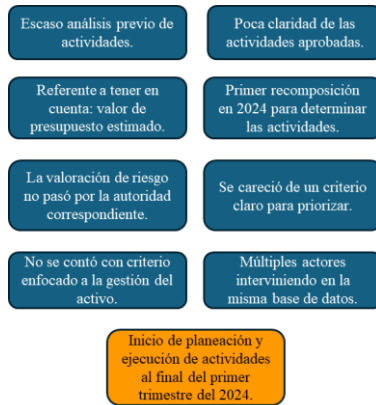 Escaso análisis previo de
actividades.
Poca claridad de las
actividades aprobadas.
Referente a tener en
cuenta: valor de
presupuesto estimado.
Primer recomposición
en 2024 para determinar
las actividades.
La valoración de riesgo
no pasó por la autoridad
correspondiente.
Se careció de un criterio
claro para priorizar.
No se contó con criterio
enfocado a la gestión del
activo.
Múltiples actores
interviniendo en la
misma base de datos.
Inicio de planeación y
ejecución de actividades
al final del primer
trimestre del 2024.